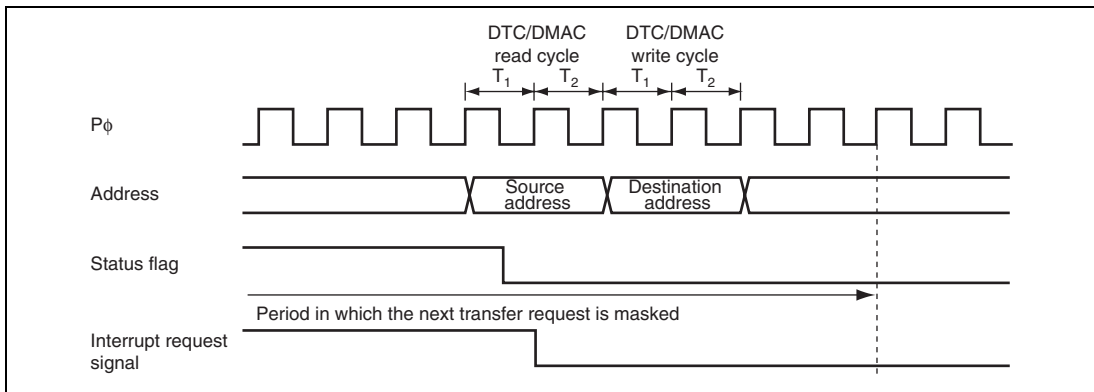 DTC/DMAC DTC/DMAC
read cycle write cycle
T1 T2 T1 T2
Pϕ
Address
Source
address
Destination
address
Status flag
Period in which the next transfer request is masked
Interrupt request
signal